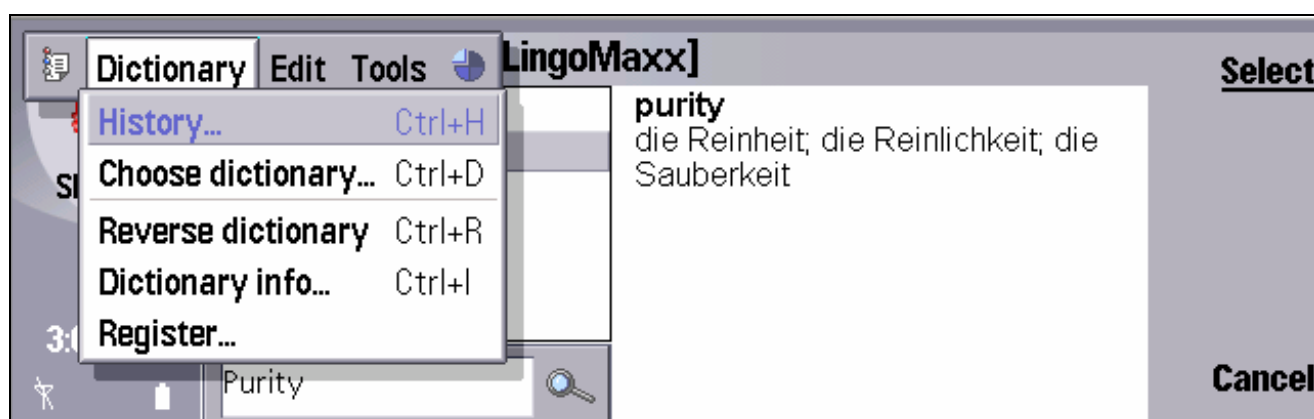 Dictionary Edit Tools LingoMaxx]
Select
History... Ctrl+H
Choose dictionary... Ctrl+D
Reverse dictionary Ctrl+R
Dictionary info... Ctrl+I
Register...
purity
die Reinheit; die Reinlichkeit; die
Sauberkeit
Purity
Cancel